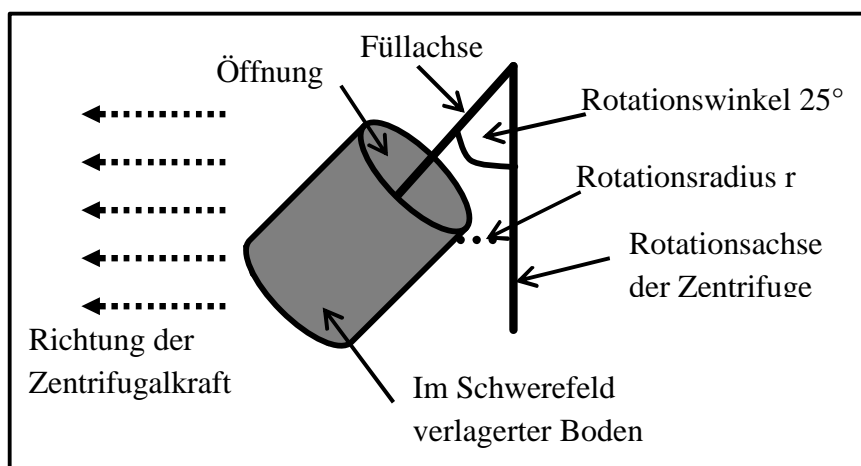 Füllachse
Öffnung
Rotationswinkel 25°
Rotationsradius r
Rotationsachse
der Zentrifuge
Richtung der
Zentrifugalkraft
Im Schwerefeld
verlagerter Boden